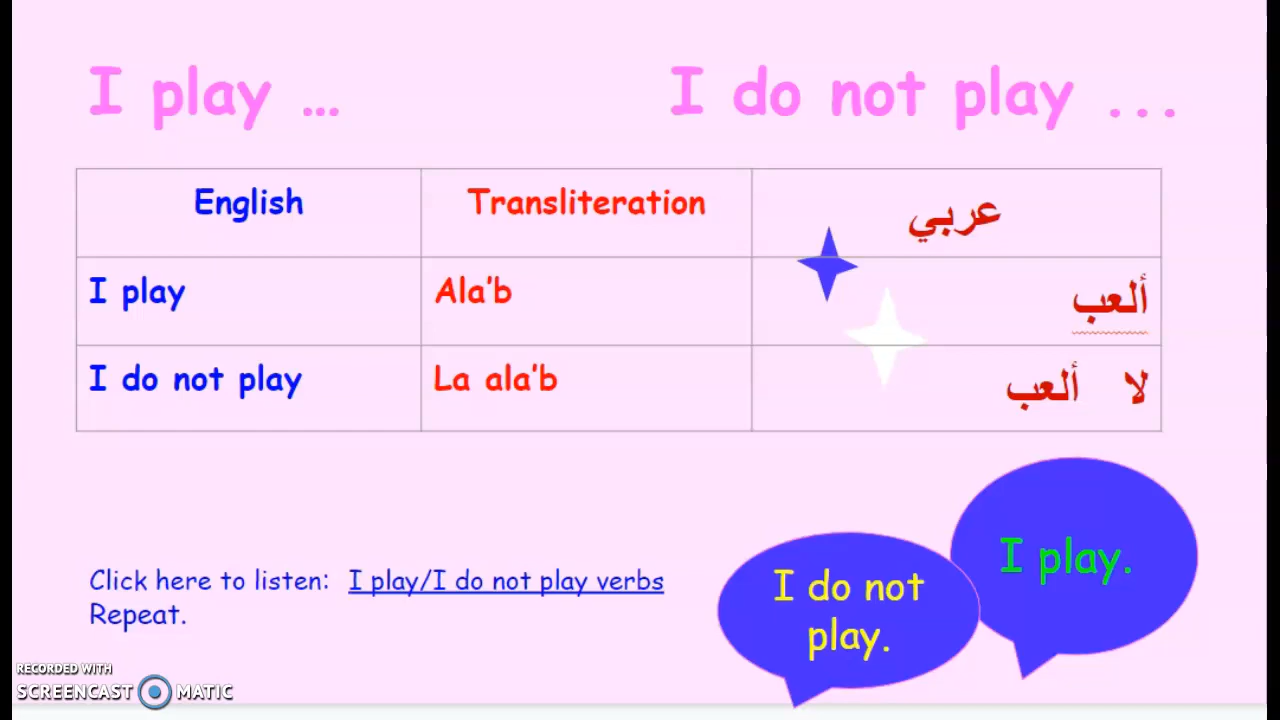 I play ...
I do not play ...
English
Transliteration
عربي
I play
Ala'b
ألعب
I do not play
La ala'b
لا ألعب
I play.
I do not
play.
Click here to listen: I play/I do not play verbs
Repeat.
RECORDED WITH
SCREENCAST MATIC